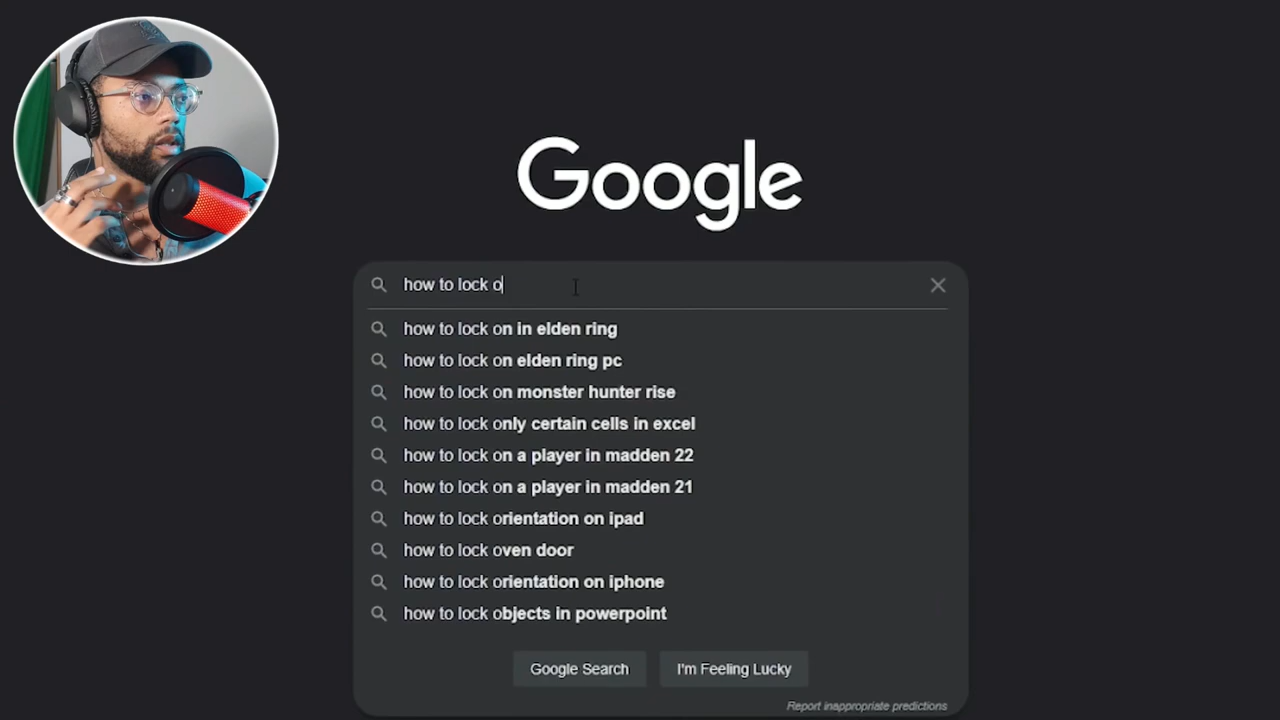 Google
how to lock o
how to lock on in elden ring
how to lock on elden ring pc
how to lock on monster hunter rise
how to lock only certain cells in excel
how to lock on a player in madden 22
how to lock on a player in madden 21
how to lock orientation on ipad
how to lock oven door
how to lock orientation on iphone
how to lock objects in powerpoint
Google Search I'm Feeling Lucky
Report inappropriate predictions